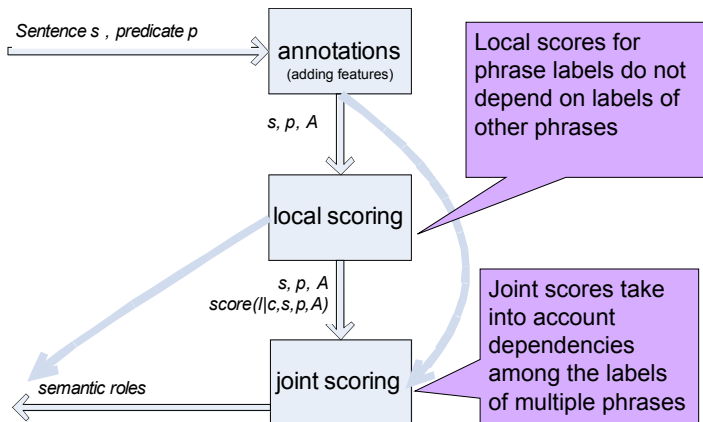 Sentence s , predicate p
annotations
(adding features)
Local scores for
phrase labels do not
depend on labels of
other phrases
s, p, A
local scoring
s, p, A
score(l|c,s,p,A)
Joint scores take
into account
dependencies
among the labels
of multiple phrases
joint scoring
semantic roles